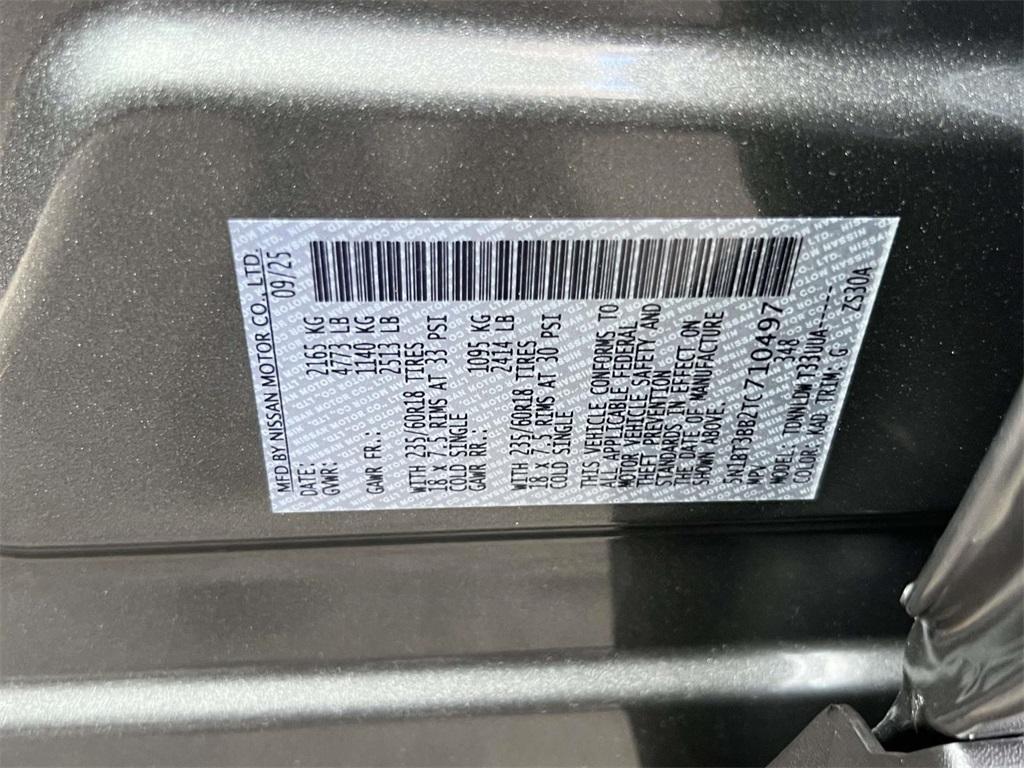 MFD BY NISSAN MOTOR CO., LTD.
DATE: 09/25
GVWR: 2165 KG
4773 LB
GAWR FR.: 1140 KG
2513 LB
WITH 235/60R18 TIRES
18 X 7.5 RIMS AT 33 PSI
COLD SINGLE
GAWR RR.: 1095 KG
2414 LB
WITH 235/60R18 TIRES
18 X 7.5 RIMS AT 30 PSI
COLD SINGLE
THIS VEHICLE CONFORMS TO
ALL APPLICABLE FEDERAL
MOTOR VEHICLE SAFETY AND
THEFT PREVENTION
STANDARDS IN EFFECT ON
THE DATE OF MANUFACTURE
SHOWN ABOVE.
5N1BT3BB2TC710497
MPV 348
MODEL: TDNNLDW T33UUA-----
COLOR: KAD TRIM: G ZS30A